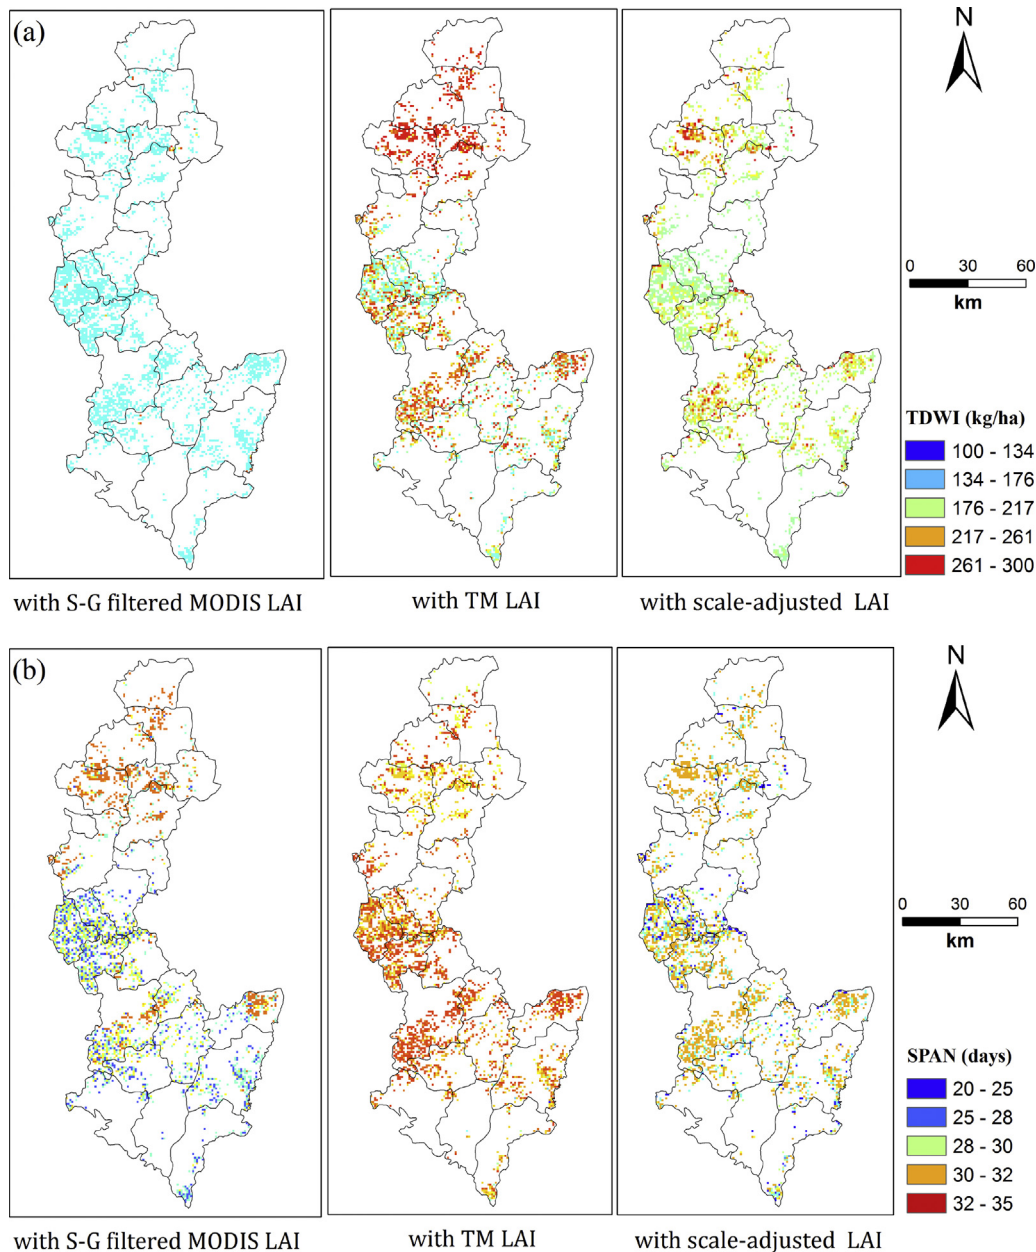 (a)
N
0 30 60
km
TDWI (kg/ha)
100 - 134
134 - 176
176 - 217
217 - 261
261 - 300
with S-G filtered MODIS LAI
with TM LAI
with scale-adjusted LAI
(b)
N
0 30 60
km
SPAN (days)
20 - 25
25 - 28
28 - 30
30 - 32
32 - 35
with S-G filtered MODIS LAI
with TM LAI
with scale-adjusted LAI